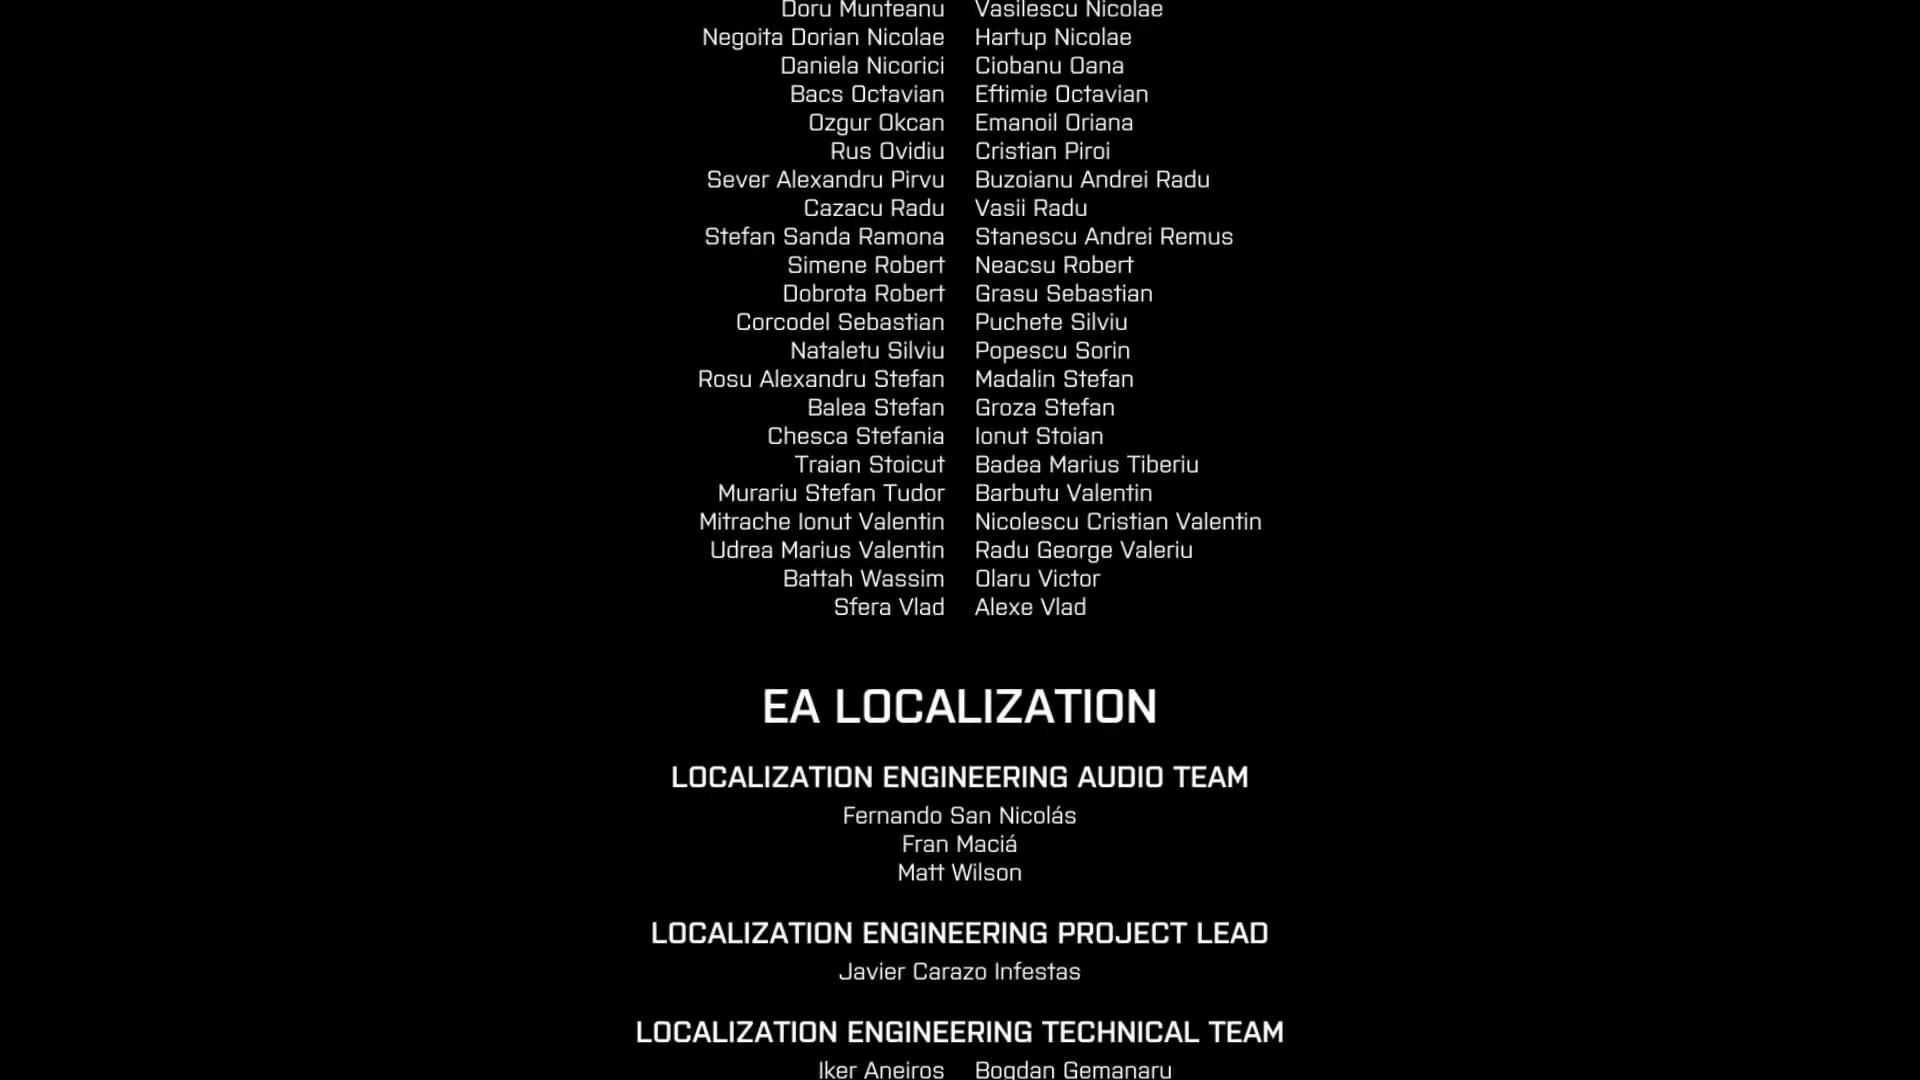 Doru Munteanu Vasilescu Nicolae
Negoita Dorian Nicolae Hartup Nicolae
Daniela Nicorici Ciobanu Oana
Bacs Octavian Eftimie Octavian
Ozgur Okcan Emanoil Oriana
Rus Ovidiu Cristian Piroi
Sever Alexandru Pirvu Buzoianu Andrei Radu
Cazacu Radu Vasii Radu
Stefan Sanda Ramona Stanescu Andrei Remus
Simene Robert Neacsu Robert
Dobrota Robert Grasu Sebastian
Corcodel Sebastian Puchete Silviu
Nataletu Silviu Popescu Sorin
Rosu Alexandru Stefan Madalin Stefan
Balea Stefan Groza Stefan
Chesca Stefania Ionut Stoian
Traian Stoicut Badea Marius Tiberiu
Murariu Stefan Tudor Barbutu Valentin
Mitrache Ionut Valentin Nicolescu Cristian Valentin
Udrea Marius Valentin Radu George Valeriu
Battah Wassim Olaru Victor
Sfera Vlad Alexe Vlad
EA LOCALIZATION
LOCALIZATION ENGINEERING AUDIO TEAM
Fernando San Nicolás
Fran Maciá
Matt Wilson
LOCALIZATION ENGINEERING PROJECT LEAD
Javier Carazo Infestas
LOCALIZATION ENGINEERING TECHNICAL TEAM
Iker Aneiros Bogdan Gemanaru